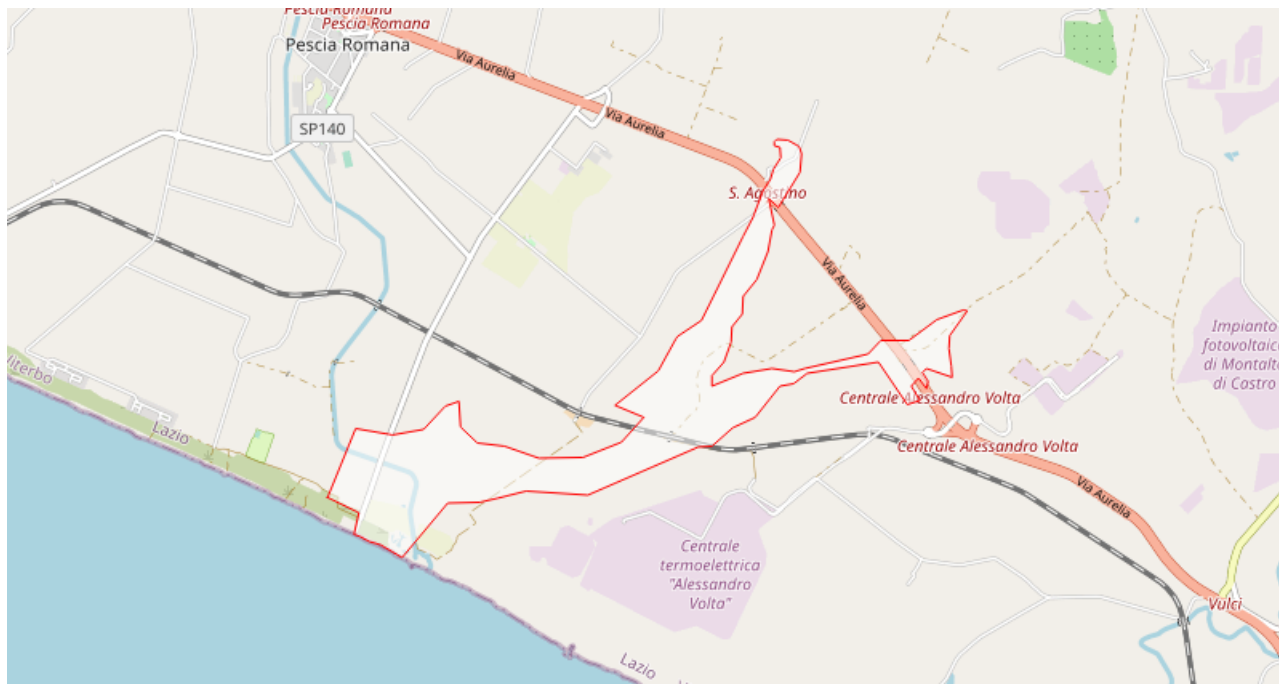 Pescia Romana
Pescia Romana
Pescia Romana
Via Aurelia
Via Aurelia
SP140
S. Agostino
Via Aurelia
Impianto
fotovoltaico
di Montalto
di Castro
Viterbo
Lazio
Centrale Alessandro Volta
Centrale Alessandro Volta
Via Aurelia
Centrale
termoelettrica
"Alessandro
Volta"
Vulci
Lazio